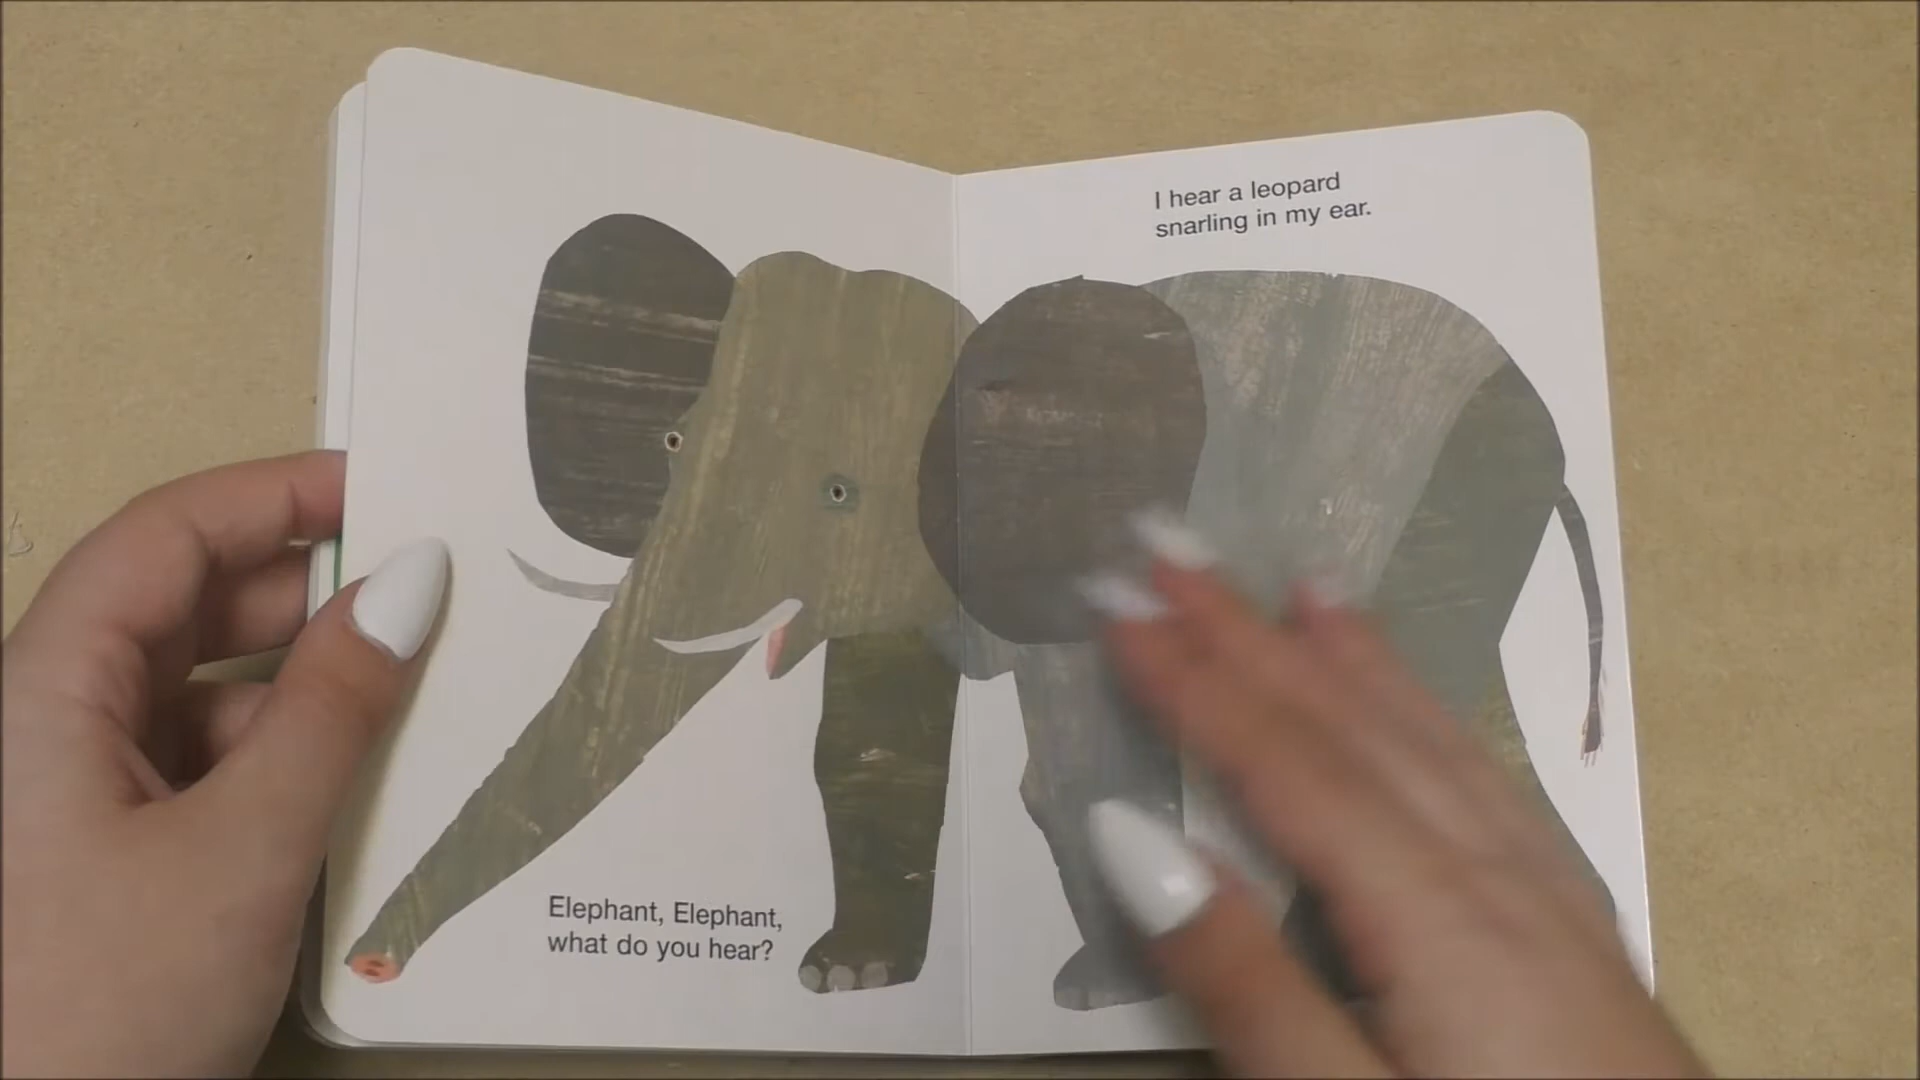 Elephant, Elephant,
what do you hear?
I hear a leopard
snarling in my ear.